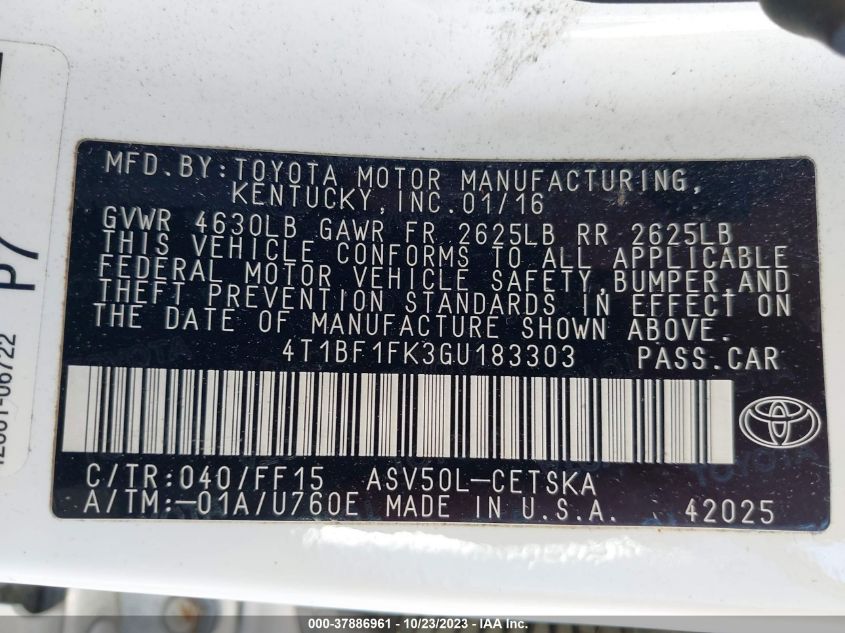 MFD.BY:TOYOTA MOTOR MANUFACTURING,
KENTUCKY, INC.01/16
GVWR 4630LB GAWR FR 2625LB RR 2625LB
THIS VEHICLE CONFORMS TO ALL APPLICABLE
FEDERAL MOTOR VEHICLE SAFETY,BUMPER,AND
THEFT PREVENTION STANDARDS IN EFFECT ON
THE DATE OF MANUFACTURE SHOWN ABOVE.
4T1BF1FK3GU183303 PASS.CAR
C/TR:040/FF15 ASV50L-CETSKA
A/TM:-01A/U760E MADE IN U.S.A. 42025
P7
06722
000-37886961 - 10/23/2023 - IAA Inc.